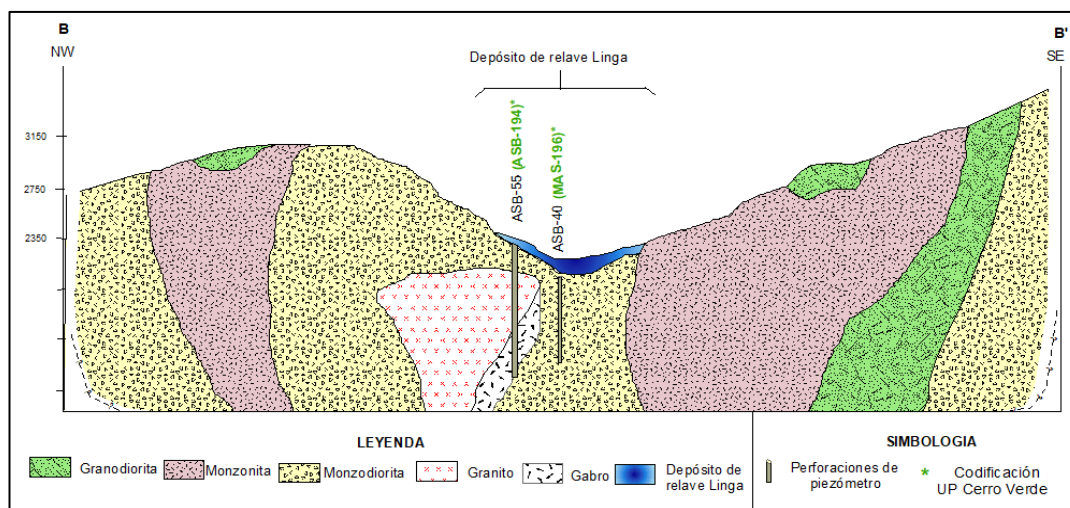 B
NW
B'
SE
Depósito de relave Linga
ASB-55 (ASB-194)*
ASB-40 (MAS-196)*
3150
2750
2350
LEYENDA
Granodiorita
Monzonita
Monzodiorita
Granito
Gabro
Depósito de
relave Linga
SIMBOLOGIA
Perforaciones de
piezómetro
* Codificación
UP Cerro Verde